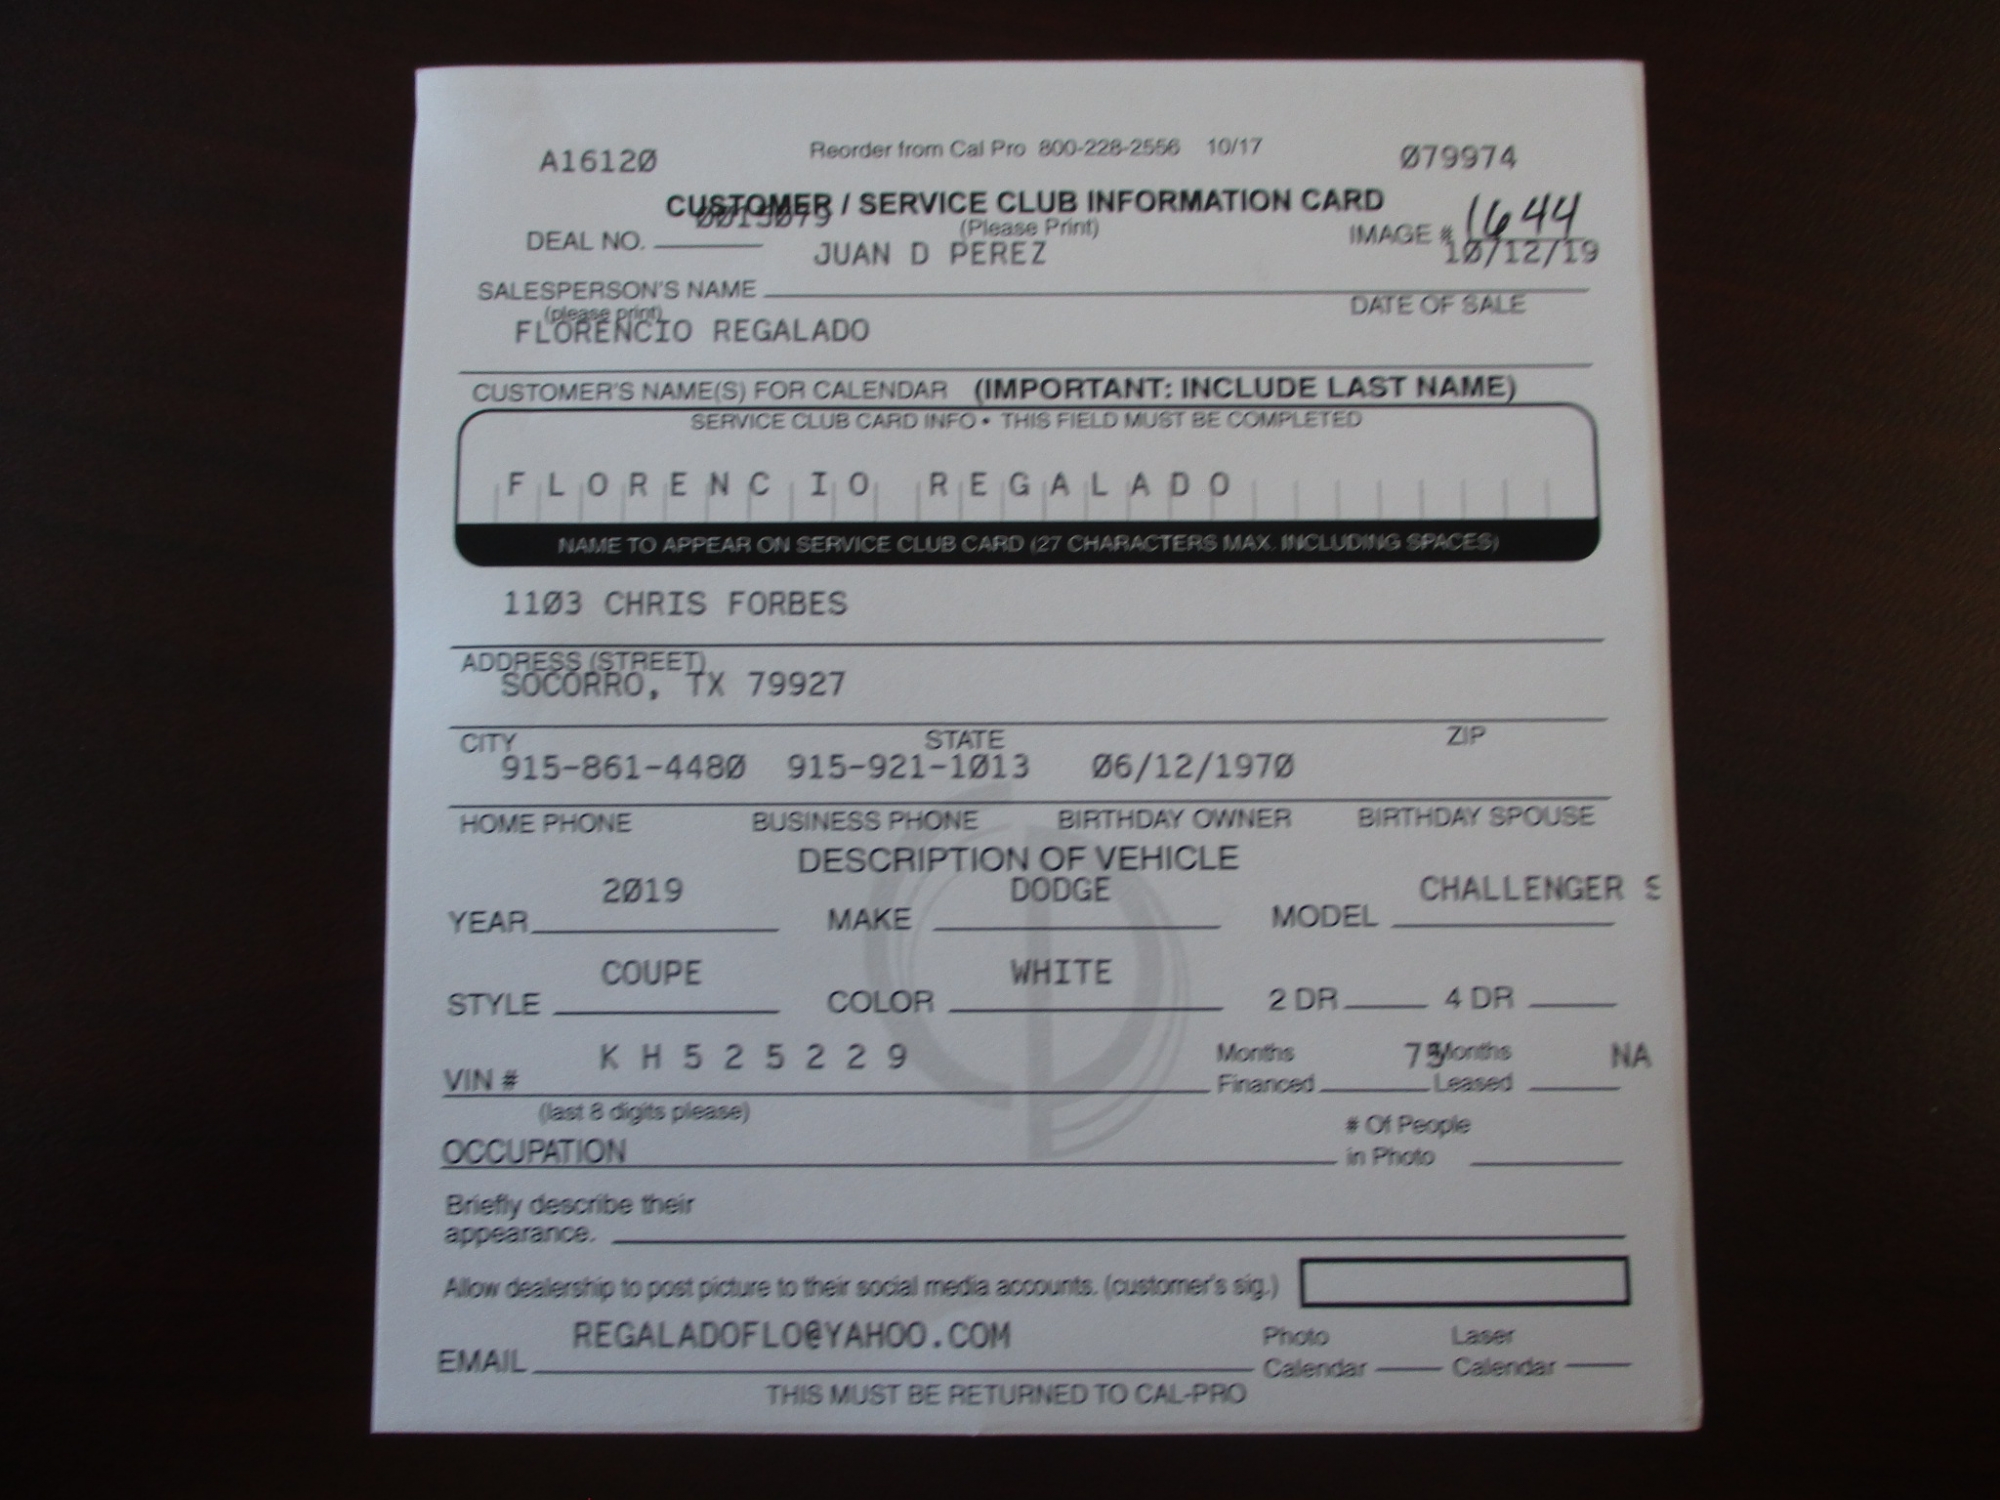 A16120 Reorder from Cal Pro 800-228-2556 10/17 079974
CUSTOMER / SERVICE CLUB INFORMATION CARD
(Please Print)
DEAL NO. IMAGE # 1644
JUAN D PEREZ 10/12/19
SALESPERSON'S NAME DATE OF SALE
(please print)
FLORENCIO REGALADO
CUSTOMER'S NAME(S) FOR CALENDAR (IMPORTANT: INCLUDE LAST NAME)
SERVICE CLUB CARD INFO • THIS FIELD MUST BE COMPLETED
FLORENCIO REGALADO
NAME TO APPEAR ON SERVICE CLUB CARD (27 CHARACTERS MAX. INCLUDING SPACES)
1103 CHRIS FORBES
ADDRESS (STREET)
SOCORRO, TX 79927
CITY STATE ZIP
915-861-4480 915-921-1013 06/12/1970
HOME PHONE BUSINESS PHONE BIRTHDAY OWNER BIRTHDAY SPOUSE
DESCRIPTION OF VEHICLE
2019 DODGE CHALLENGER S
YEAR MAKE MODEL
COUPE WHITE
STYLE COLOR 2 DR 4 DR
KH525229 Months Months NA
VIN # Financed Leased
(last 8 digits please) # Of People
OCCUPATION in Photo
Briefly describe their
appearance.
Allow dealership to post picture to their social media accounts. (customer's sig.)
REGALADOFLO@YAHOO.COM Photo Laser
EMAIL Calendar Calendar
THIS MUST BE RETURNED TO CAL-PRO